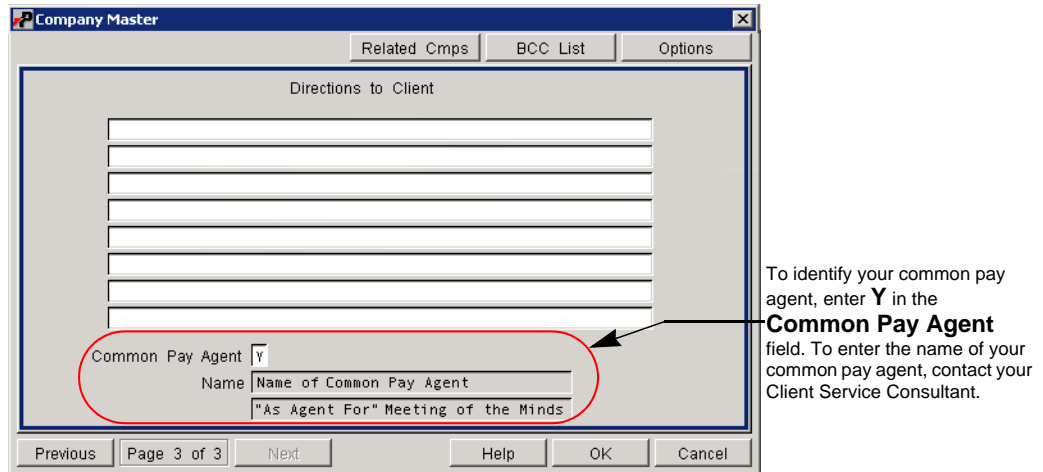 Company Master
Related Cmps BCC List Options
Directions to Client
Common Pay Agent Y
Name Name of Common Pay Agent
"As Agent For" Meeting of the Minds
Previous Page 3 of 3 Next Help OK Cancel
To identify your common pay
agent, enter Y in the
Common Pay Agent
field. To enter the name of your
common pay agent, contact your
Client Service Consultant.